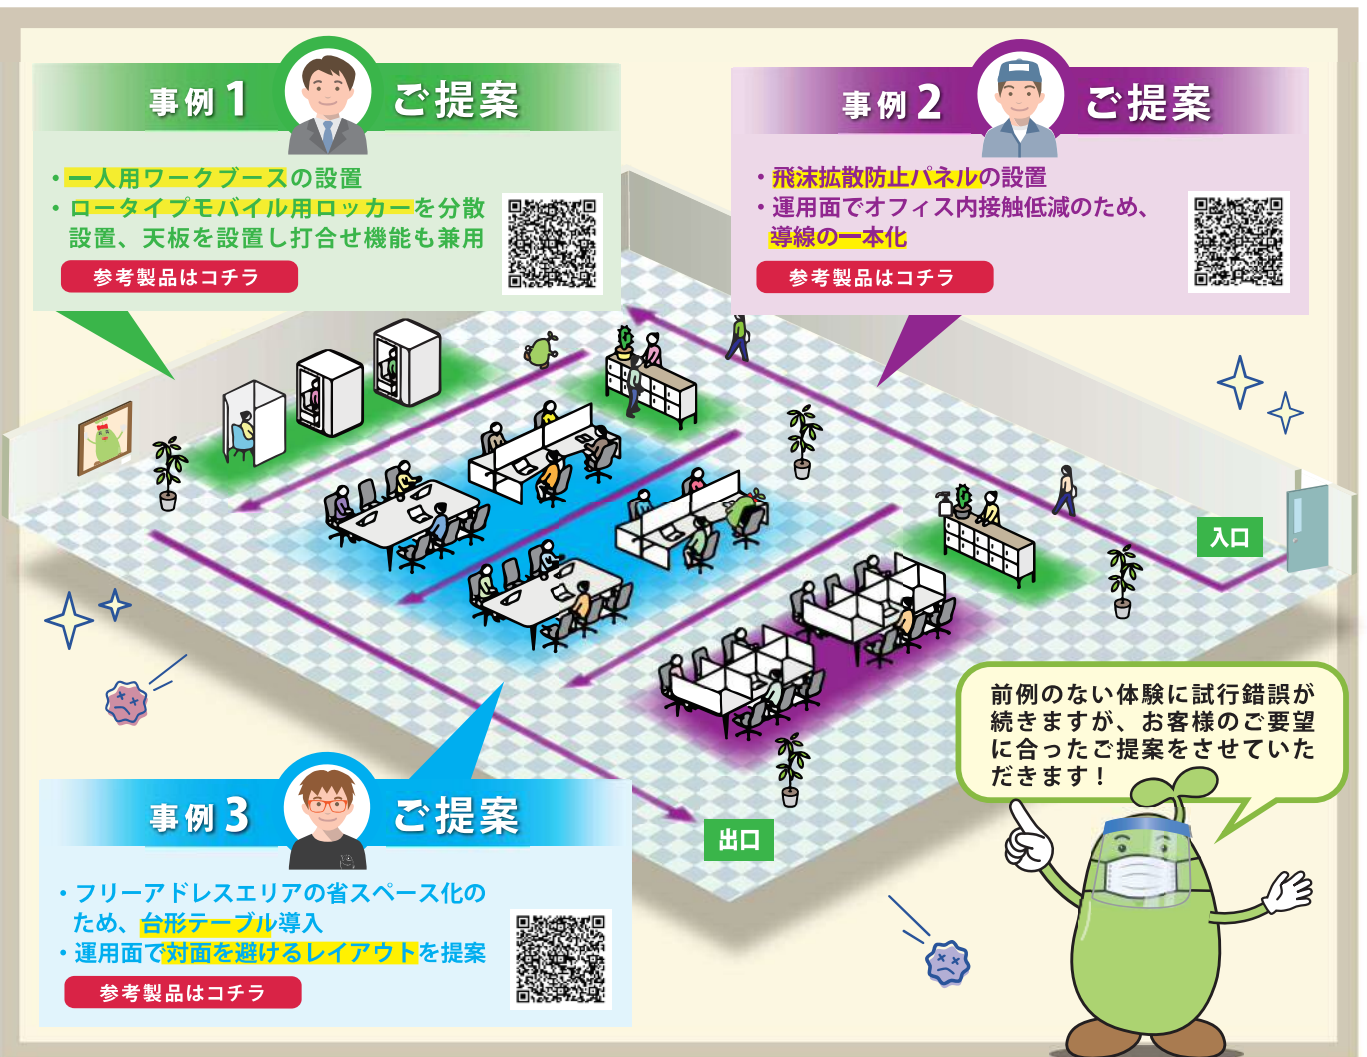 事例1 ご提案
・一人用ワークブースの設置
・ロータイプモバイル用ロッカーを分散
設置、天板を設置し打合せ機能も兼用
参考製品はコチラ
事例2 ご提案
・飛沫拡散防止パネルの設置
・運用面でオフィス内接触低減のため、
導線の一本化
参考製品はコチラ
入口
出口
事例3 ご提案
・フリーアドレスエリアの省スペース化の
ため、台形テーブル導入
・運用面で対面を避けるレイアウトを提案
参考製品はコチラ
前例のない体験に試行錯誤が
続きますが、お客様のご要望
に合ったご提案をさせていた
だきます！